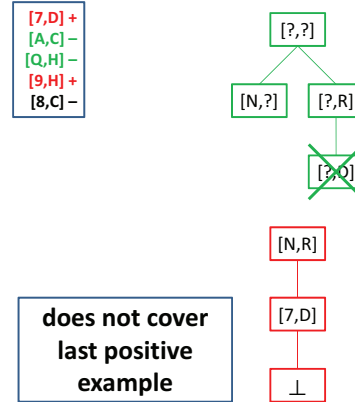 [7,D] +
[A,C] –
[Q,H] –
[9,H] +
[8,C] –
[?,?]
[N,?]
[?,R]
[?,D]
[N,R]
[7,D]
⊥
does not cover
last positive
example